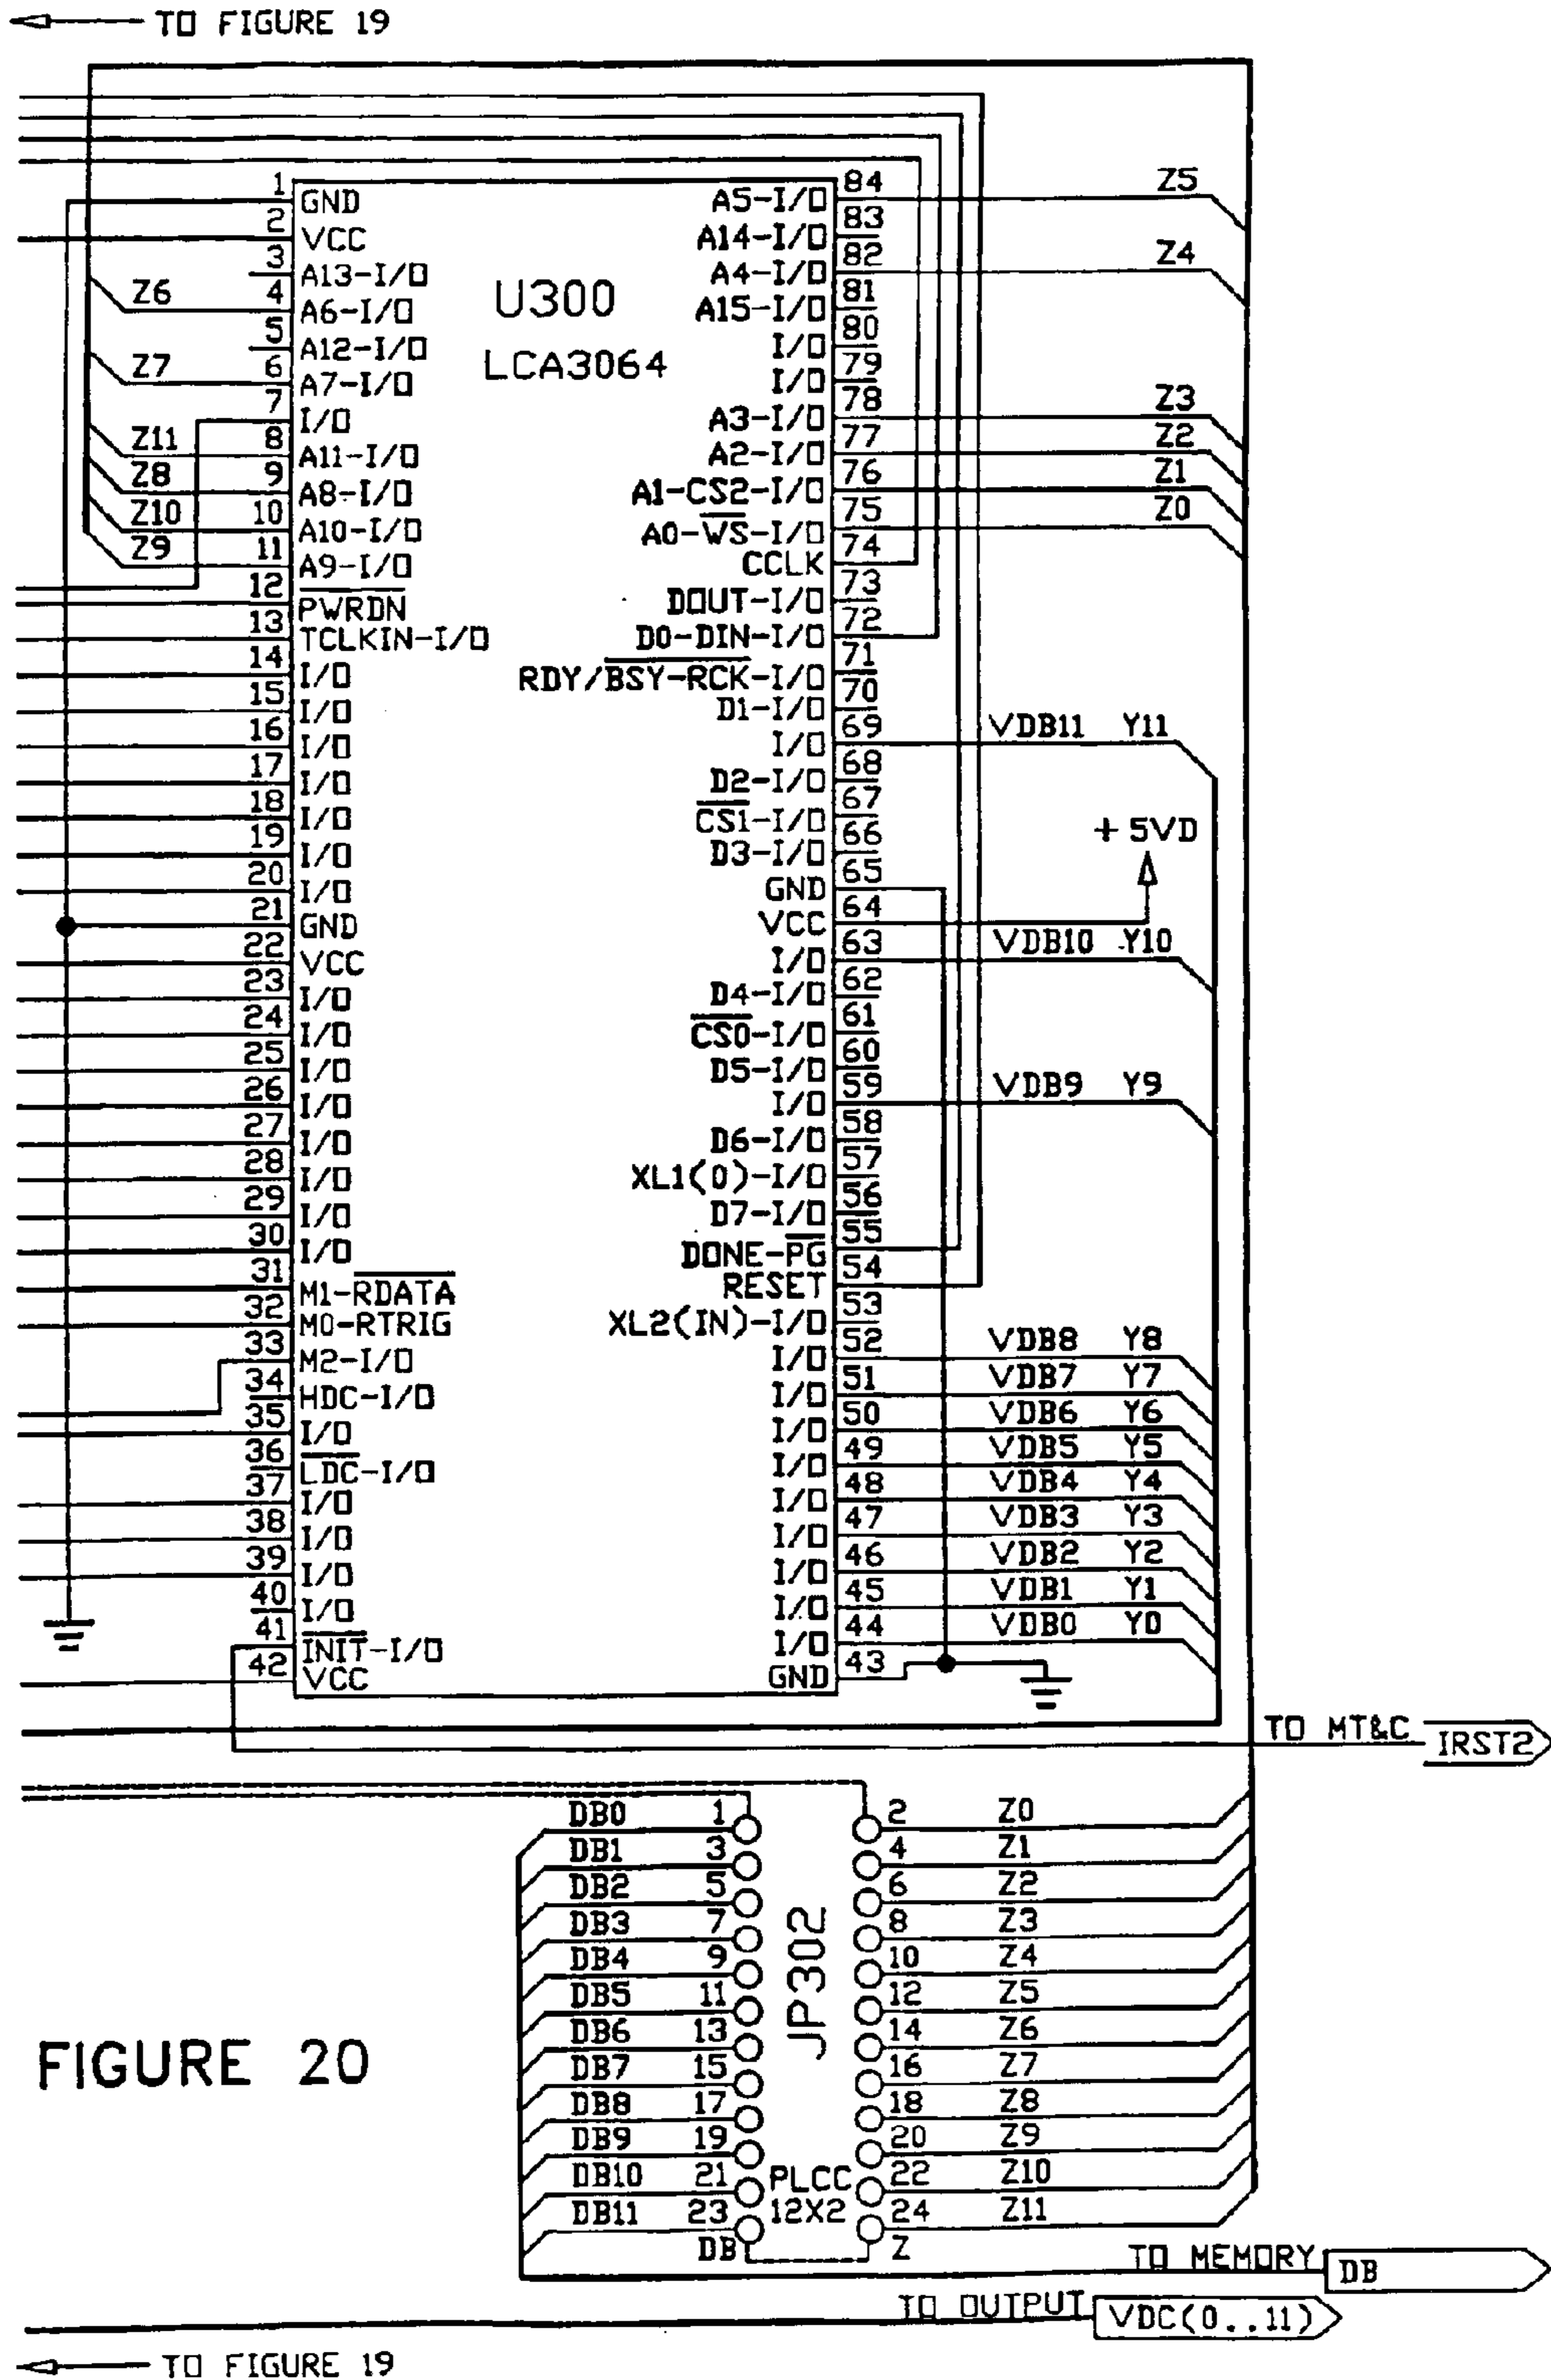 TO FIGURE 19
1 GND
2 VCC
3 A13-I/O
Z6 4 A6-I/O
5 A12-I/O
Z7 6 A7-I/O
7 I/O
Z11 8 A11-I/O
Z8 9 A8-I/O
Z10 10 A10-I/O
Z9 11 A9-I/O
12 PWRDN
13 TCLKIN-I/O
14 I/O
15 I/O
16 I/O
17 I/O
18 I/O
19 I/O
20 I/O
21 GND
22 VCC
23 I/O
24 I/O
25 I/O
26 I/O
27 I/O
28 I/O
29 I/O
30 I/O
31 M1-RDATA
32 M0-RTRIG
33 M2-I/O
34 HDC-I/O
35 I/O
36 LDC-I/O
37 I/O
38 I/O
39 I/O
40 I/O
41 INIT-I/O
42 VCC
U300
LCA3064
A5-I/O 84 Z5
A14-I/O 83
A4-I/O 82 Z4
A15-I/O 81
I/O 80
I/O 79
A3-I/O 78 Z3
A2-I/O 77 Z2
A1-CS2-I/O 76 Z1
A0-WS-I/O 75 Z0
CCLK 74
DOUT-I/O 73
D0-DIN-I/O 72
RDY/BSY-RCK-I/O 71
D1-I/O 70
I/O 69 VDB11 Y11
D2-I/O 68
CS1-I/O 67
D3-I/O 66
+5VD
GND 65
VCC 64
I/O 63 VDB10 Y10
D4-I/O 62
CS0-I/O 61
D5-I/O 60
I/O 59 VDB9 Y9
D6-I/O 58
XL1(0)-I/O 57
D7-I/O 56
DONE-PG 55
RESET 54
XL2(IN)-I/O 53
I/O 52 VDB8 Y8
I/O 51 VDB7 Y7
I/O 50 VDB6 Y6
I/O 49 VDB5 Y5
I/O 48 VDB4 Y4
I/O 47 VDB3 Y3
I/O 46 VDB2 Y2
I/O 45 VDB1 Y1
I/O 44 VDB0 Y0
GND 43
TO MT&C IRST2
DB0 1 2 Z0
DB1 3 4 Z1
DB2 5 6 Z2
DB3 7 8 Z3
DB4 9 10 Z4
DB5 11 12 Z5
DB6 13 14 Z6
DB7 15 16 Z7
DB8 17 18 Z8
DB9 19 20 Z9
DB10 21 22 Z10
DB11 23 24 Z11
JP302
PLCC
12X2
DB Z
FIGURE 20
TO MEMORY DB
TO OUTPUT VDC(0..11)
TO FIGURE 19